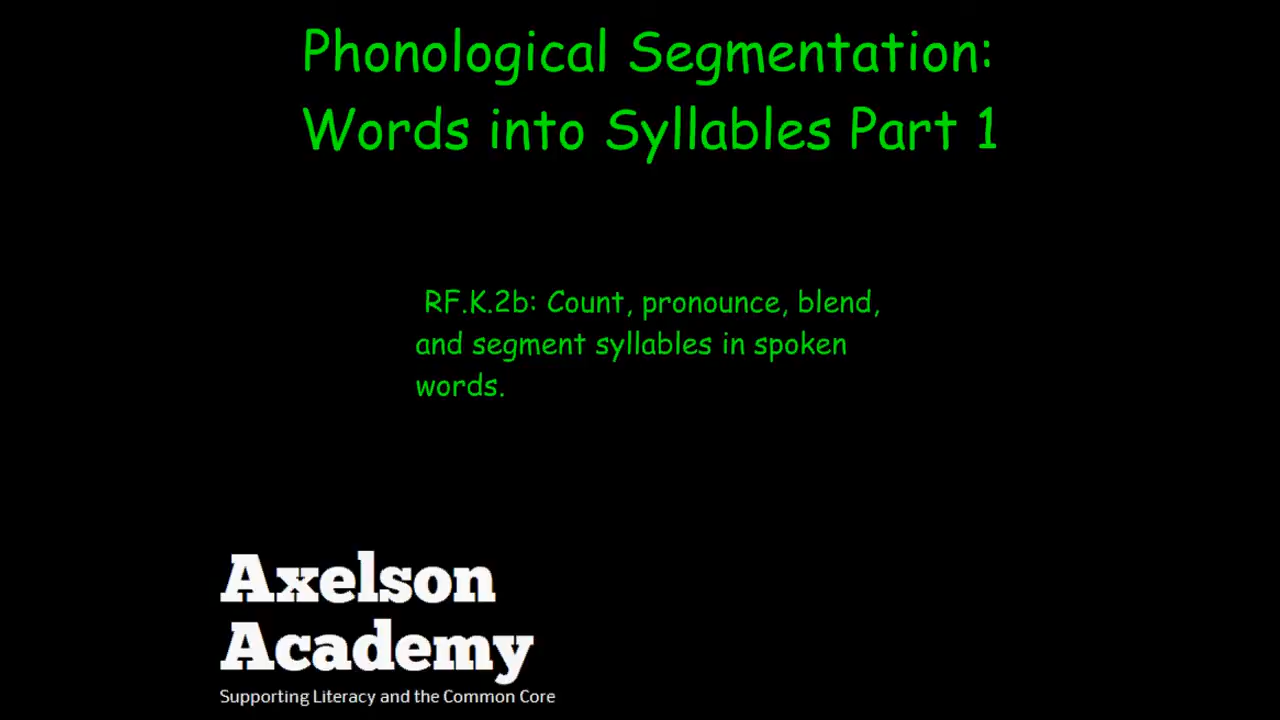 Phonological Segmentation:
Words into Syllables Part 1
RF.K.2b: Count, pronounce, blend,
and segment syllables in spoken
words.
Axelson
Academy
Supporting Literacy and the Common Core